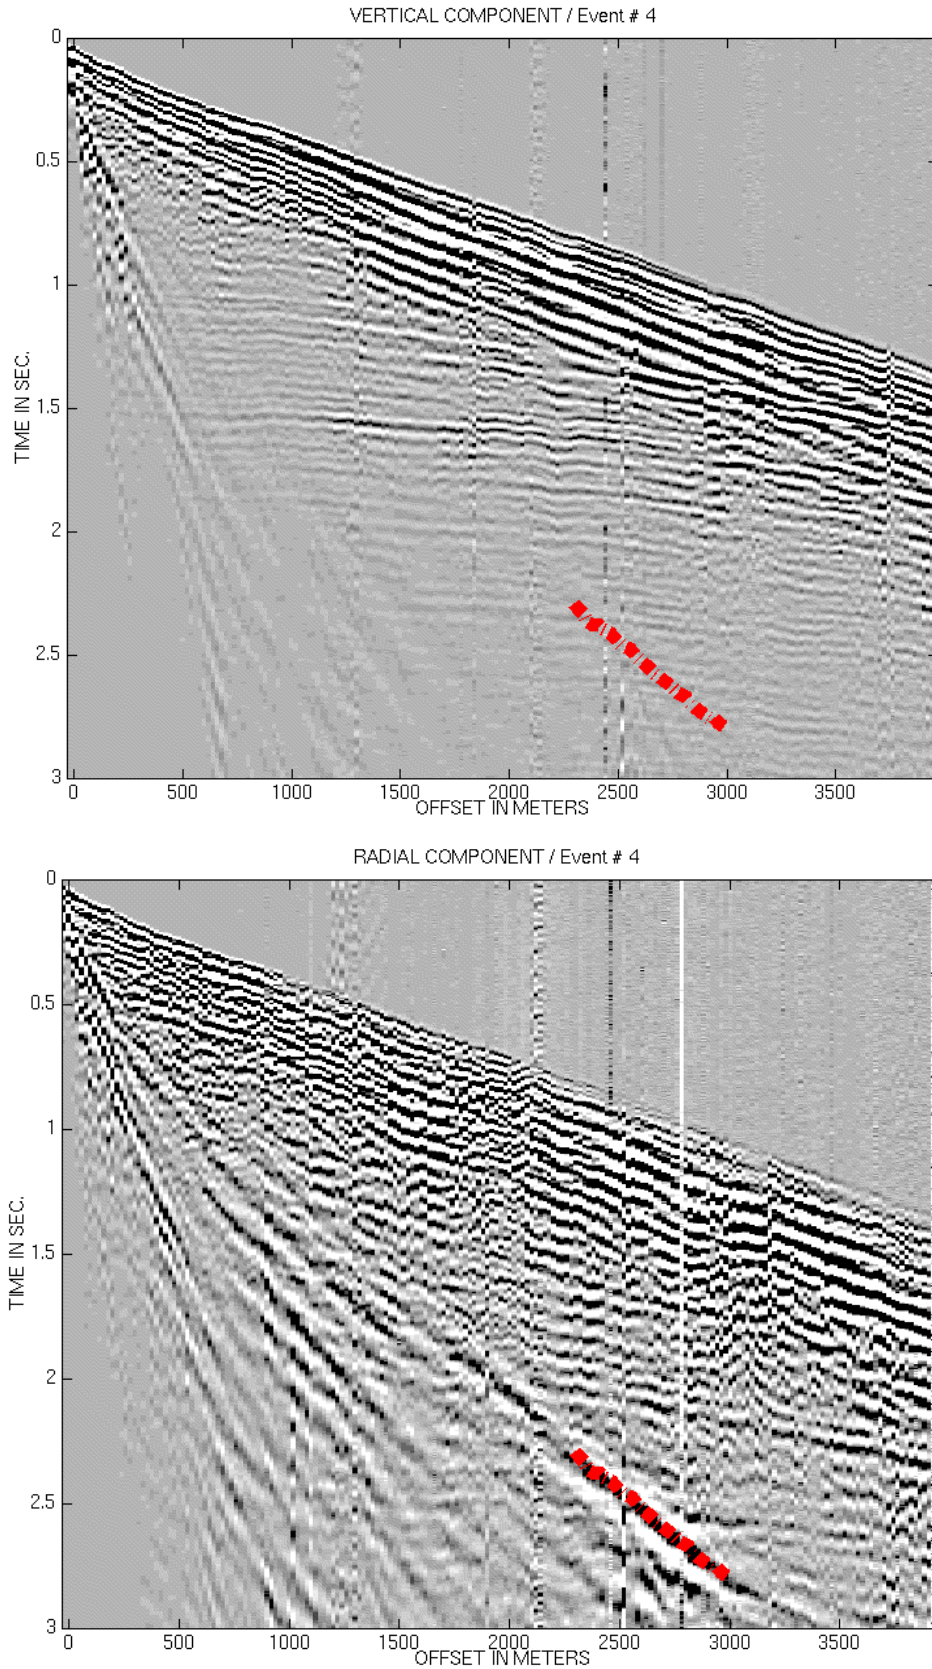 VERTICAL COMPONENT / Event # 4
0
0.5
1
1.5
2
2.5
3
TIME IN SEC.
0 500 1000 1500 2000 2500 3000 3500
OFFSET IN METERS
RADIAL COMPONENT / Event # 4
0
0.5
1
1.5
2
2.5
3
TIME IN SEC.
0 500 1000 1500 2000 2500 3000 3500
OFFSET IN METERS